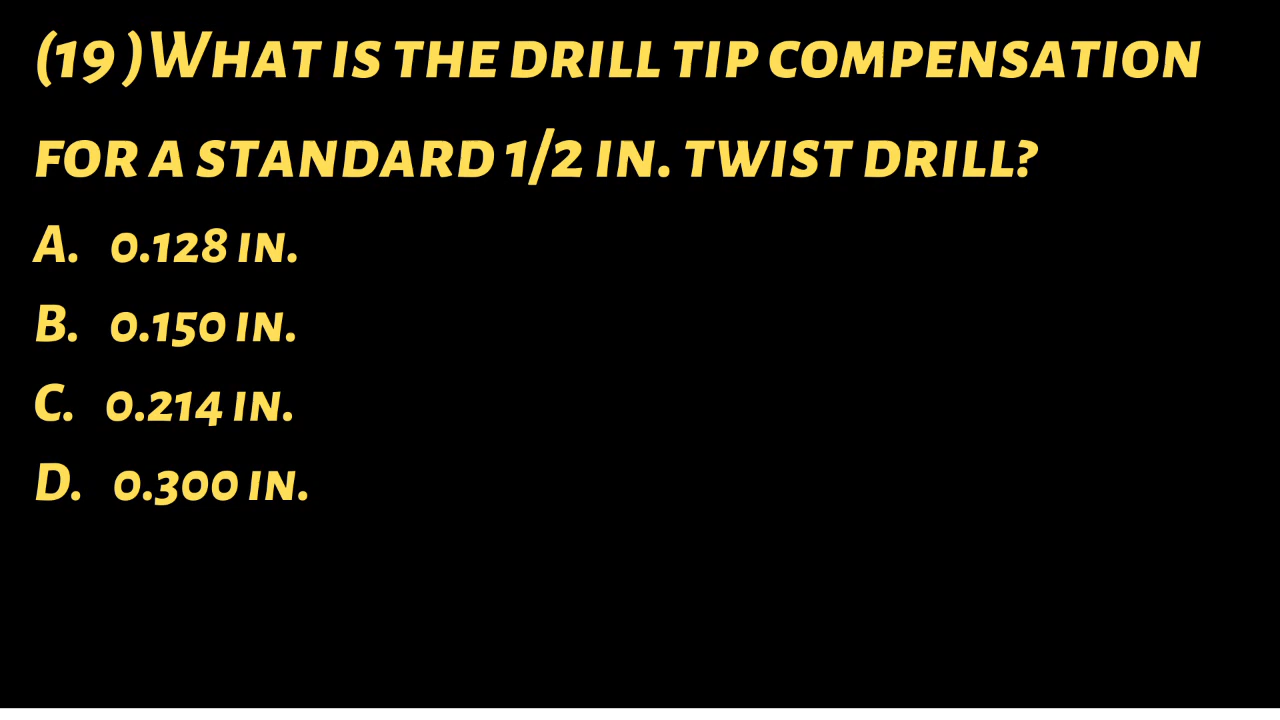 (19)What is the drill tip compensation
for a standard 1/2 in. twist drill?
A. 0.128 in.
B. 0.150 in.
C. 0.214 in.
D. 0.300 in.